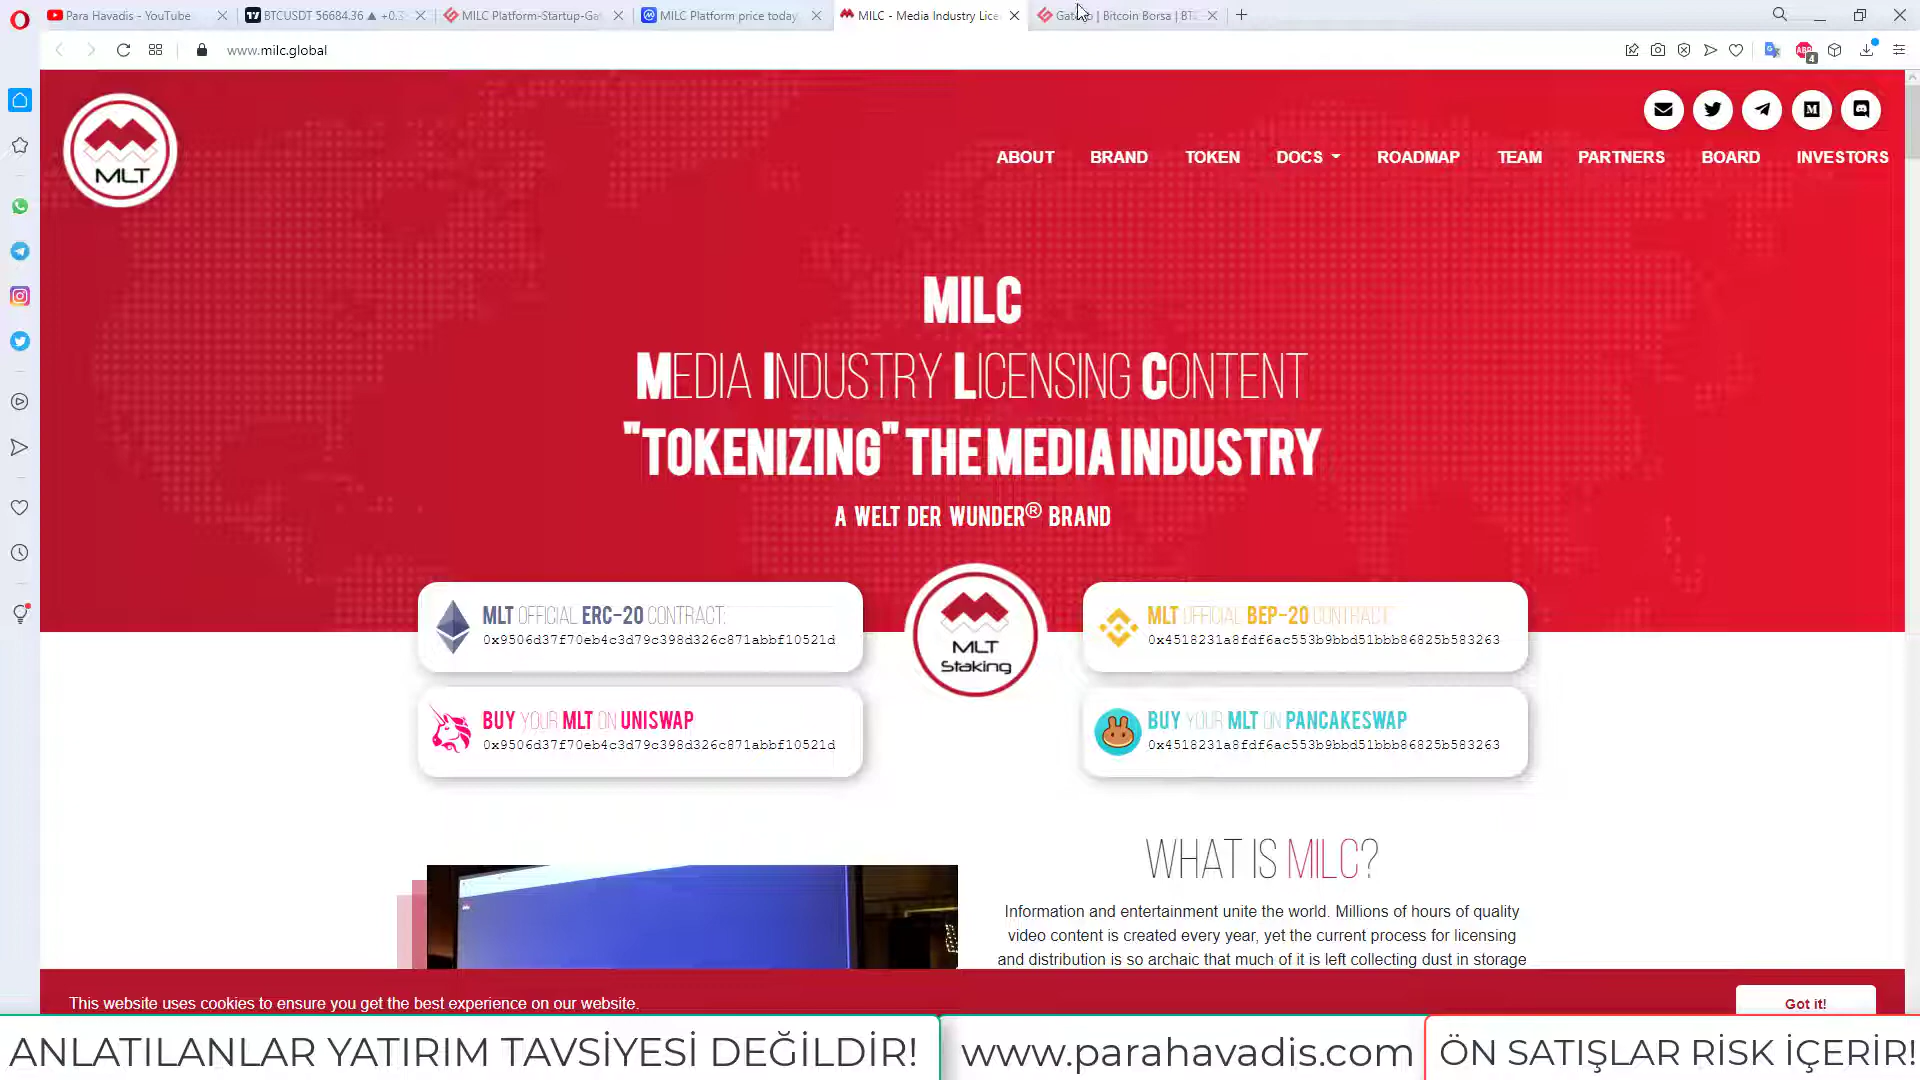 Para Havadis - YouTube
BTCUSDT 56684.36 ▲ +0.3
MILC Platform-Startup-Ga
MILC Platform price today
MILC - Media Industry Lice
| Bitcoin Borsa | BT
www.milc.global
ABP
4
MLT
ABOUT
BRAND
TOKEN
DOCS
ROADMAP
TEAM
PARTNERS
BOARD
INVESTORS
MILC
MEDIA INDUSTRY LICENSING CONTENT
"TOKENIZING" THE MEDIA INDUSTRY
A WELT DER WUNDER® BRAND
MLT OFFICIAL ERC-20 CONTRACT:
0x9506d37f70eb4c3d79c398d326c871abbf10521d
MLT
Staking
MLT OFFICIAL BEP-20 CONTRACT:
0x4518231a8fdf6ac553b9bbd51bbb86825b583263
BUY YOUR MLT ON UNISWAP
0x9506d37f70eb4c3d79c398d326c871abbf10521d
BUY YOUR MLT ON PANCAKESWAP
0x4518231a8fdf6ac553b9bbd51bbb86825b583263
WHAT IS MILC?
Information and entertainment unite the world. Millions of hours of quality
video content is created every year, yet the current process for licensing
and distribution is so archaic that much of it is left collecting dust in storage
This website uses cookies to ensure you get the best experience on our website.
Got it!
ANLATILANLAR YATIRIM TAVSİYESİ DEĞİLDİR!
www.parahavadis.com
ÖN SATIŞLAR RİSK İÇERİR!